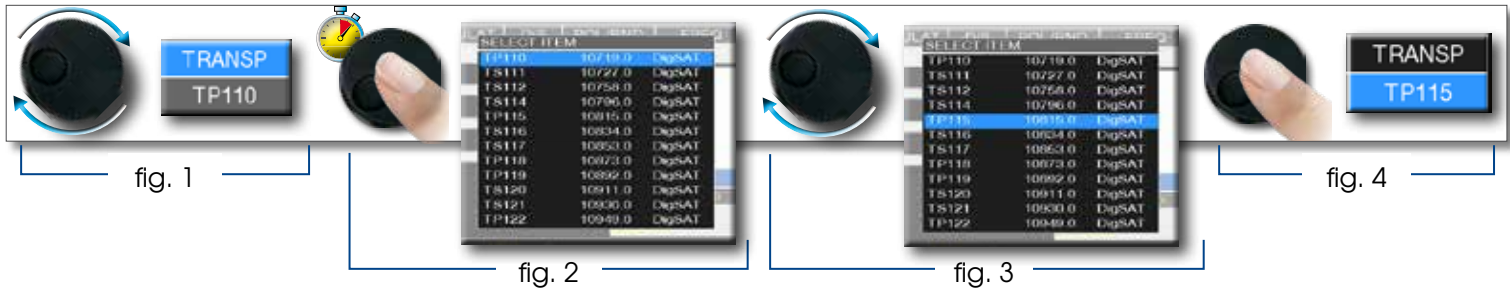 TRANSP
TP110
fig. 1
SELECT ITEM
TP110 10719.0 DigSAT
TS111 10727.0 DigSAT
TS112 10758.0 DigSAT
TS114 10796.0 DigSAT
TP115 10815.0 DigSAT
TS116 10834.0 DigSAT
TS117 10853.0 DigSAT
TP118 10873.0 DigSAT
TP119 10892.0 DigSAT
TS120 10911.0 DigSAT
TS121 10930.0 DigSAT
TP122 10949.0 DigSAT
fig. 2
SELECT ITEM
TP110 10719.0 DigSAT
TS111 10727.0 DigSAT
TS112 10758.0 DigSAT
TS114 10796.0 DigSAT
TP115 10815.0 DigSAT
TS116 10834.0 DigSAT
TS117 10853.0 DigSAT
TP118 10873.0 DigSAT
TP119 10892.0 DigSAT
TS120 10911.0 DigSAT
TS121 10930.0 DigSAT
TP122 10949.0 DigSAT
fig. 3
TRANSP
TP115
fig. 4